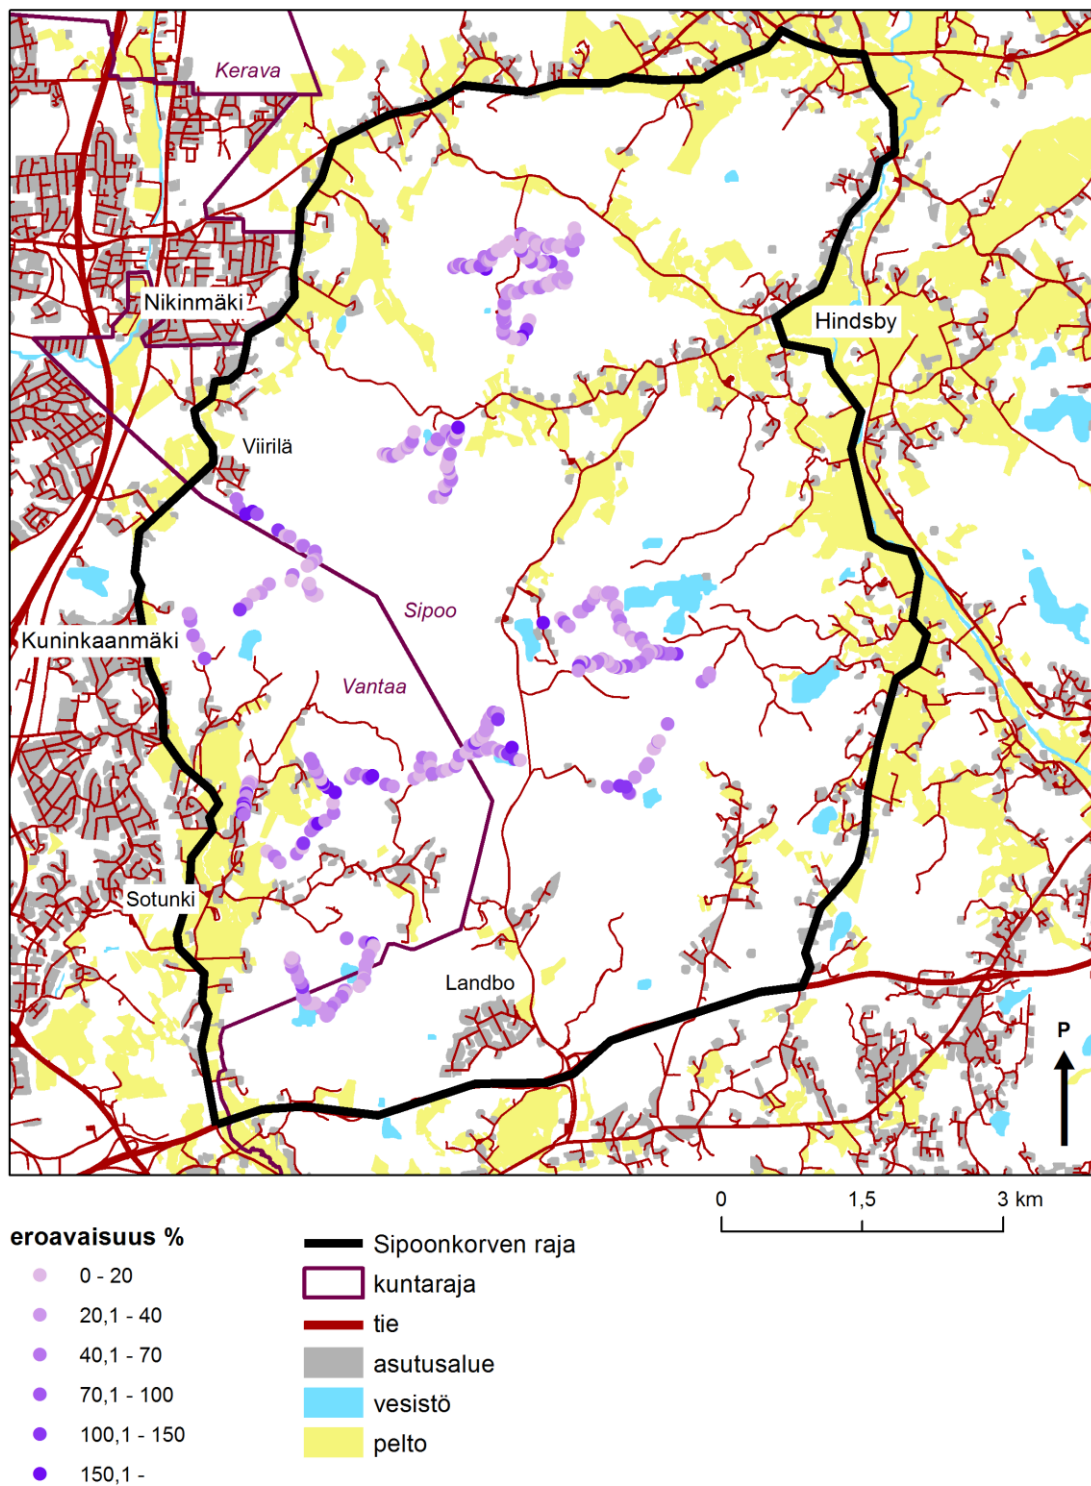 Kerava
Nikinmäki
Hindsby
Viirilä
Sipoo
Kuninkaanmäki
Vantaa
Sotunki
Landbo
P
0 1,5 3 km
eroavaisuus %
0 - 20
20,1 - 40
40,1 - 70
70,1 - 100
100,1 - 150
150,1 -
Sipoonkorven raja
kuntaraja
tie
asutusalue
vesistö
pelto